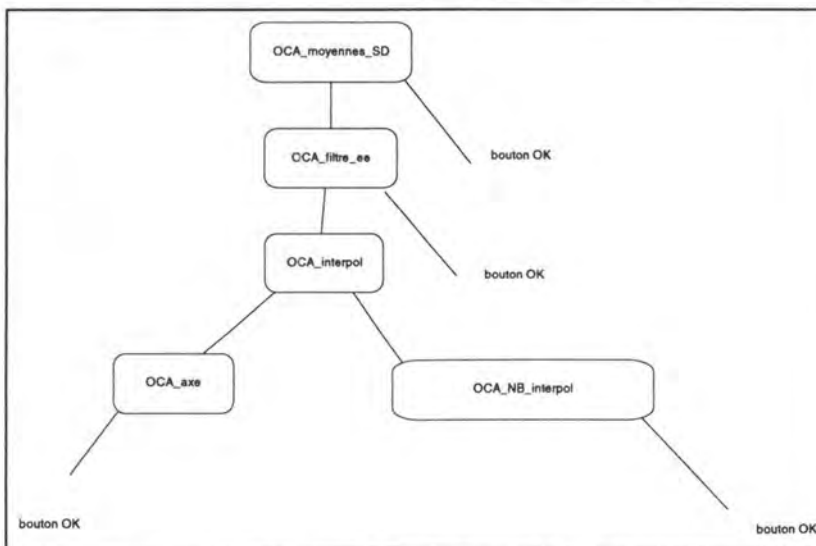 OCA_moyennes_SD
bouton OK
OCA_filtre_ee
OCA_interpol
bouton OK
OCA_axe
OCA_NB_interpol
bouton OK
bouton OK